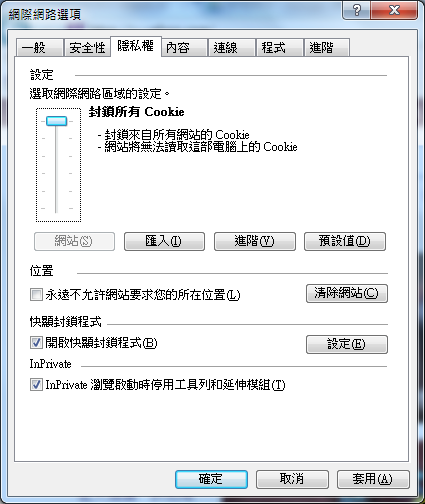 網際網路選項
一般 安全性 隱私權 內容 連線 程式 進階
設定
選取網際網路區域的設定。
封鎖所有 Cookie
- 封鎖來自所有網站的 Cookie
- 網站將無法讀取這部電腦上的 Cookie
網站(S) 匯入(I) 進階(V) 預設值(D)
位置
永遠不允許網站要求您的所在位置(L) 清除網站(C)
快顯封鎖程式
開啟快顯封鎖程式(B) 設定(E)
InPrivate
InPrivate 瀏覽啟動時停用工具列和延伸模組(T)
確定 取消 套用(A)